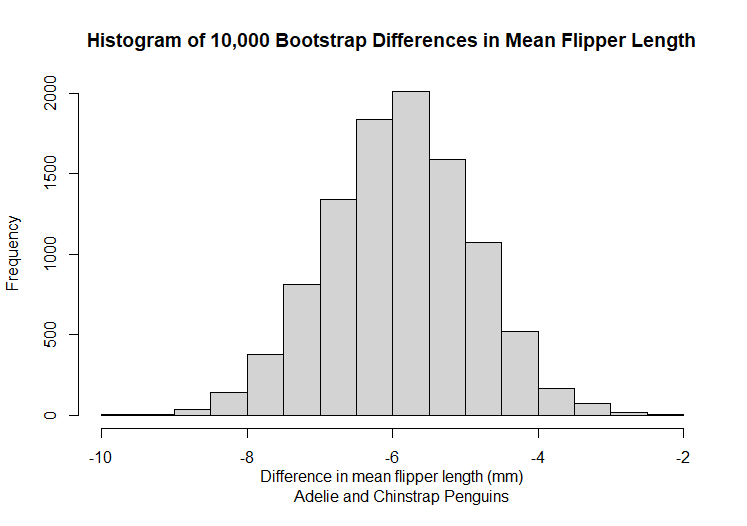 Histogram of 10,000 Bootstrap Differences in Mean Flipper Length
Frequency
2000
1500
1000
500
0
-10 -8 -6 -4 -2
Difference in mean flipper length (mm)
Adelie and Chinstrap Penguins